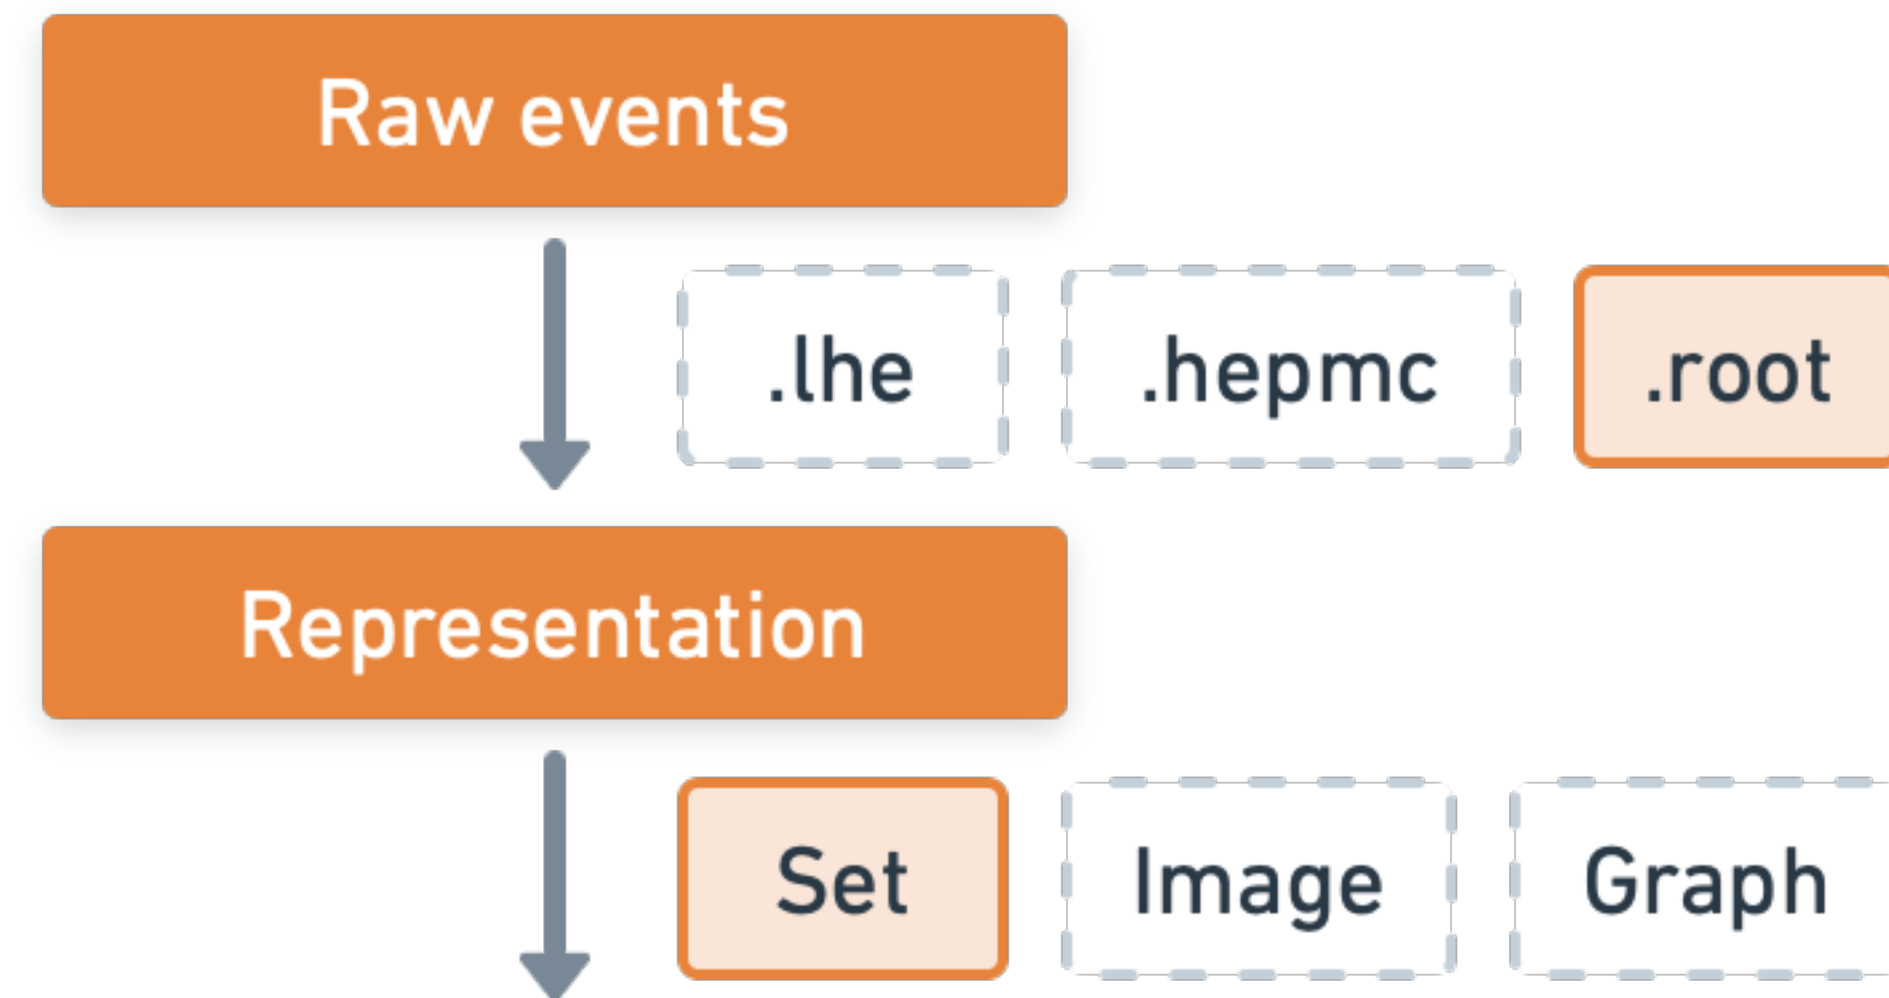 Raw events
.lhe .hepmc .root
Representation
Set Image Graph